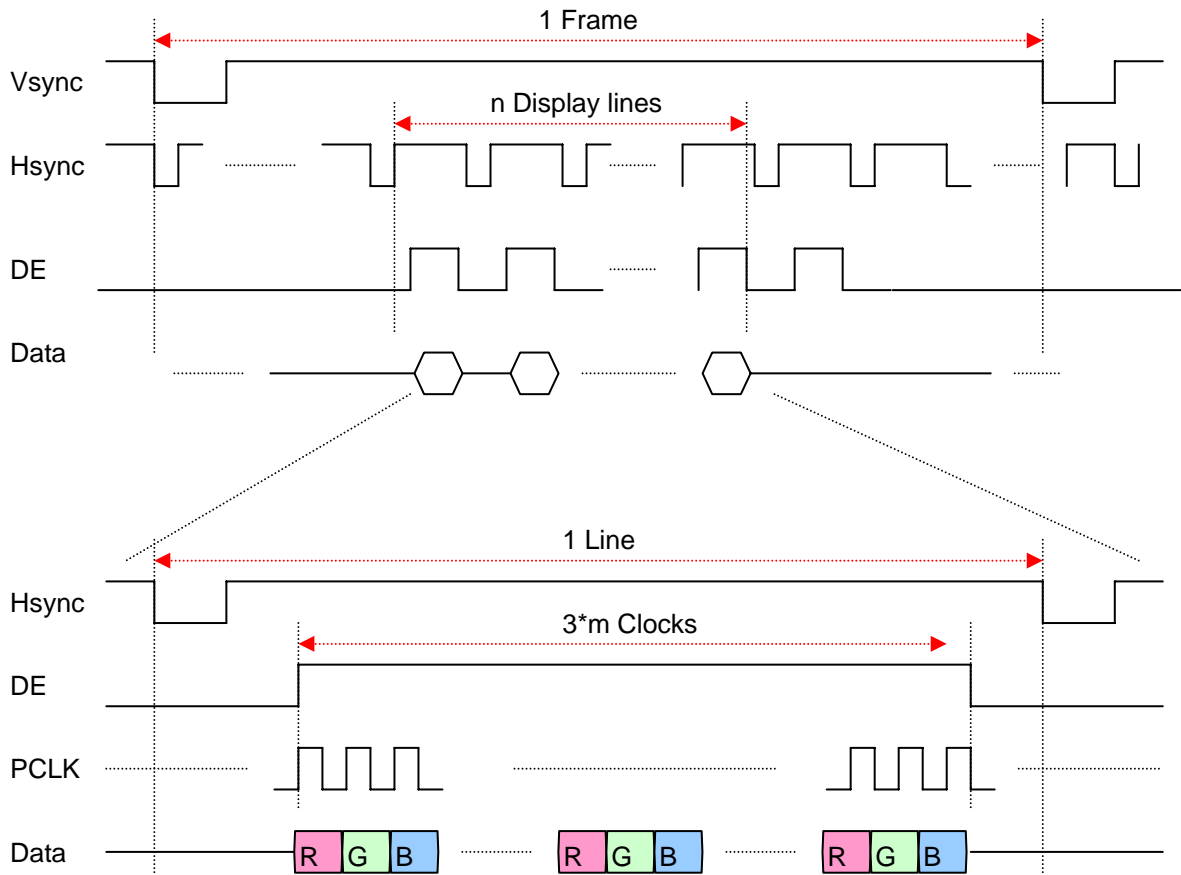 1 Frame
Vsync
n Display lines
Hsync
DE
Data
1 Line
Hsync
3*m Clocks
DE
PCLK
Data
R G B R G B R G B